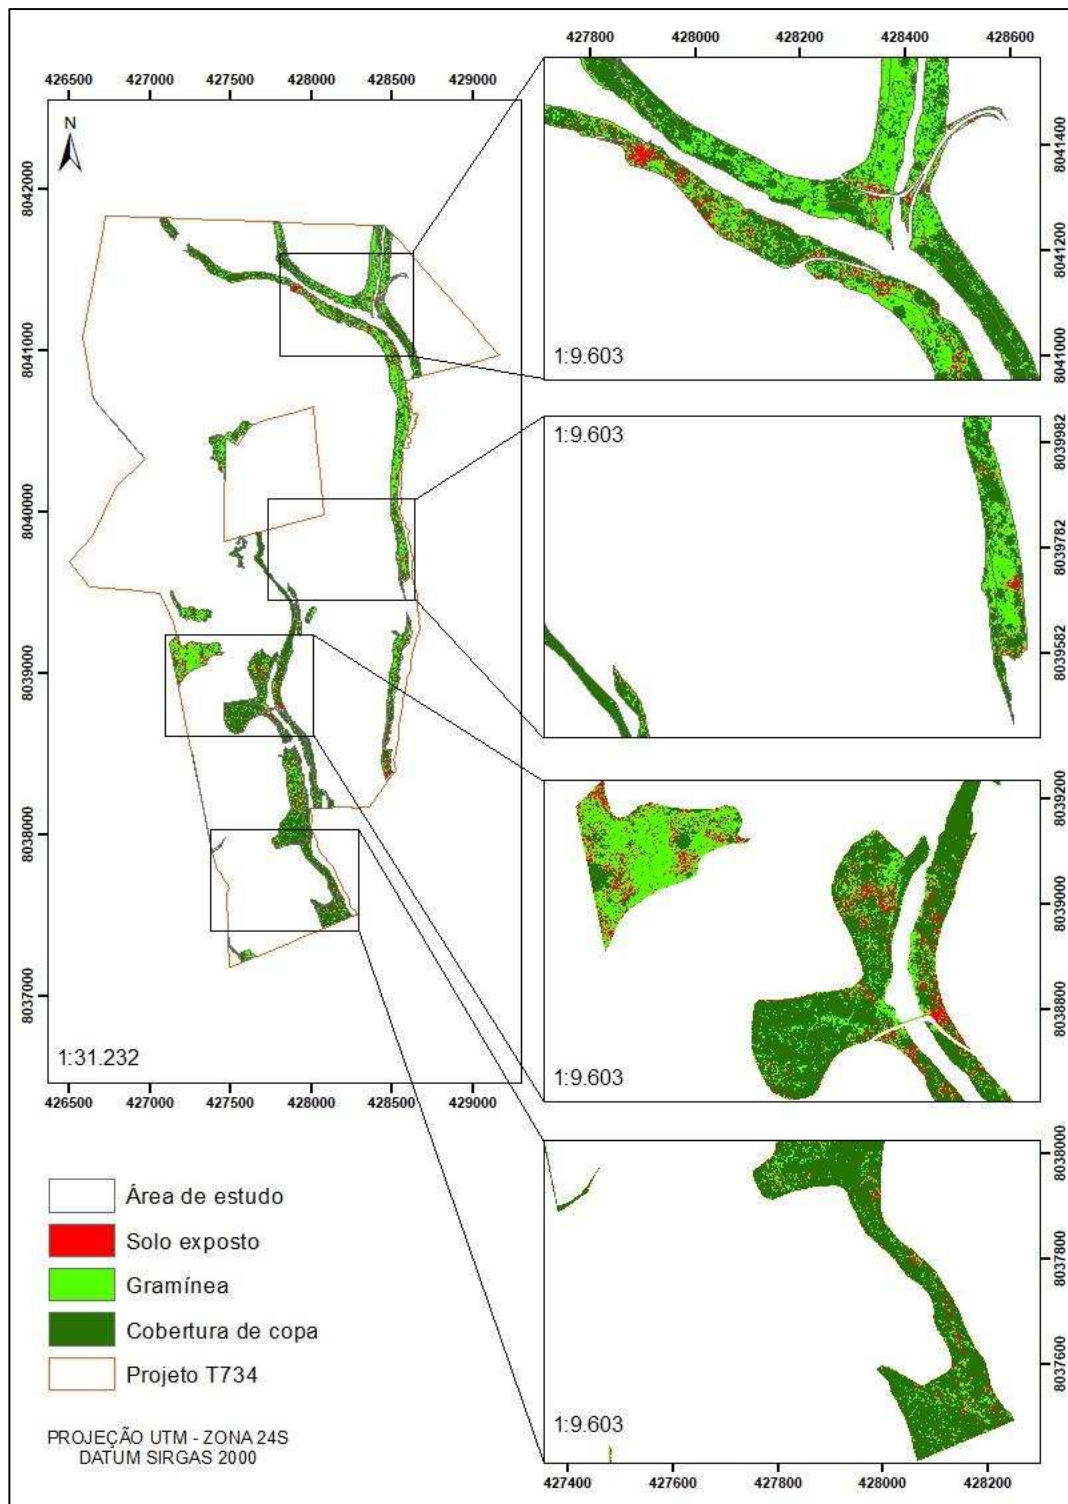 427800 428000 428200 428400 428600
426500 427000 427500 428000 428500 429000
N
8042000
8041000
8040000
8039000
8038000
8037000
1:31.232
426500 427000 427500 428000 428500 429000
8041400
8041200
8041000
1:9.603
1:9.603
8039982
8039782
8039582
8039200
8039000
8038800
1:9.603
8038000
8037800
8037600
1:9.603
427400 427600 427800 428000 428200
Área de estudo
Solo exposto
Gramínea
Cobertura de copa
Projeto T734
PROJEÇÃO UTM - ZONA 24S
DATUM SIRGAS 2000